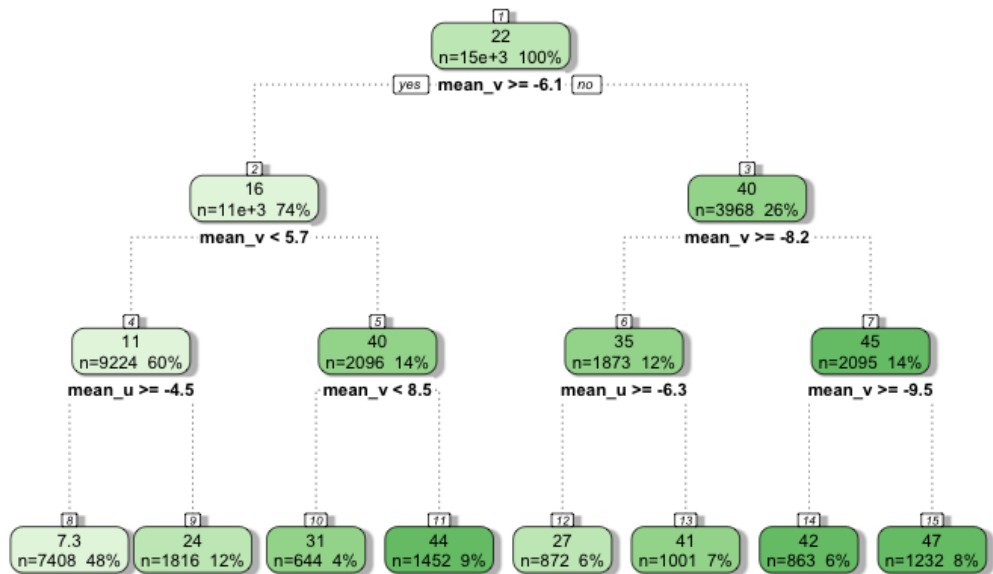 1
22
n=15e+3 100%
yes mean_v >= -6.1 no
2
16
n=11e+3 74%
mean_v < 5.7
3
40
n=3968 26%
mean_v >= -8.2
4
11
n=9224 60%
mean_u >= -4.5
5
40
n=2096 14%
mean_v < 8.5
6
35
n=1873 12%
mean_u >= -6.3
7
45
n=2095 14%
mean_v >= -9.5
8
7.3
n=7408 48%
9
24
n=1816 12%
10
31
n=644 4%
11
44
n=1452 9%
12
27
n=872 6%
13
41
n=1001 7%
14
42
n=863 6%
15
47
n=1232 8%